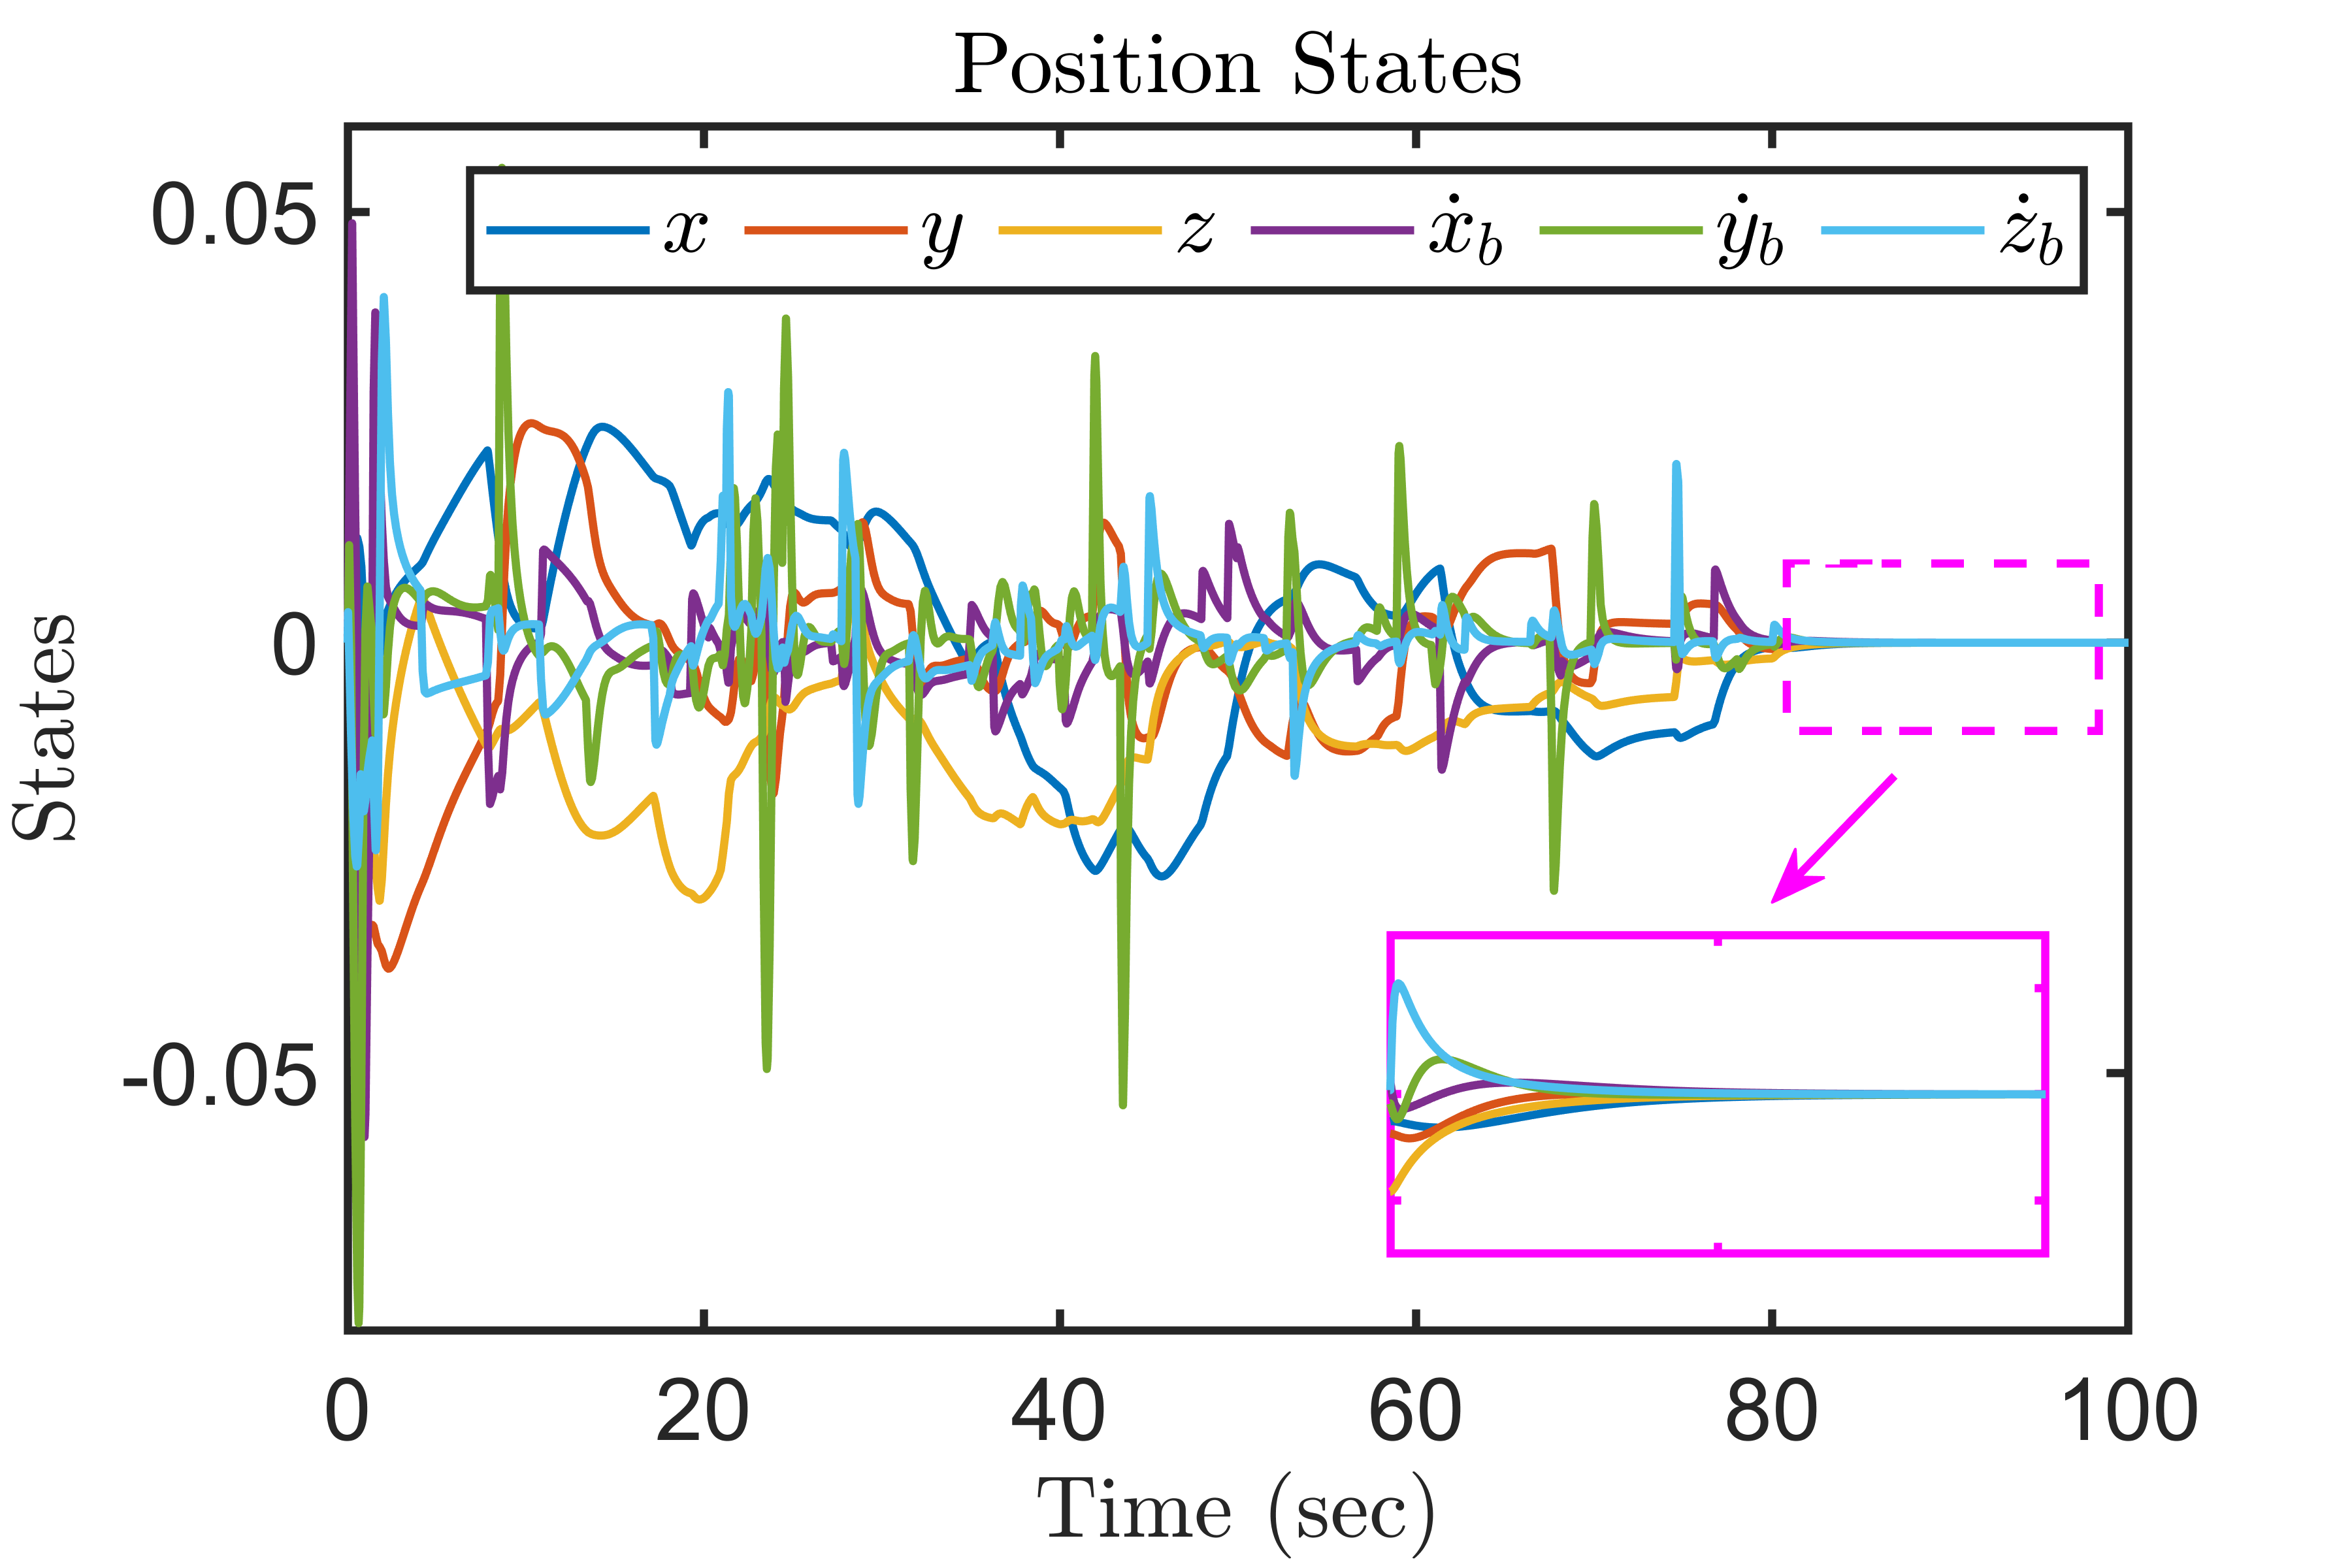 Position States
0.05
0
-0.05
States
x y z ẋ_b ẏ_b ż_b
0 20 40 60 80 100
Time (sec)